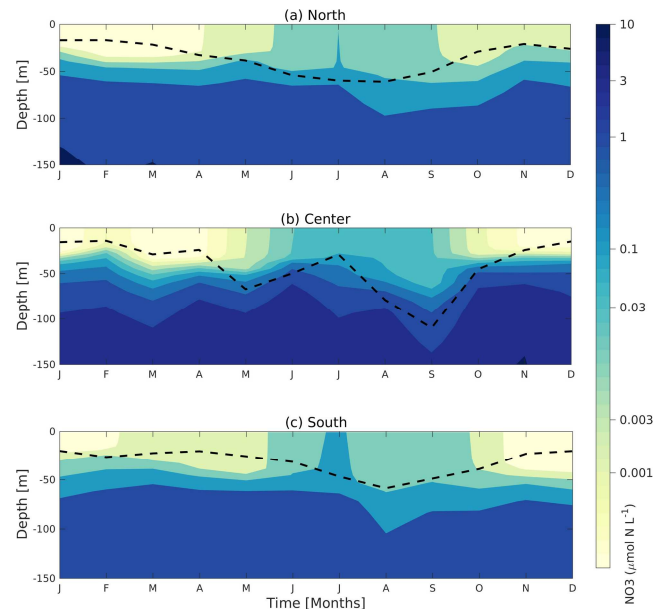 (a) North
Depth [m]
0
-50
-100
-150
J F M A M J J A S O N D
(b) Center
Depth [m]
0
-50
-100
-150
J F M A M J J A S O N D
(c) South
Depth [m]
0
-50
-100
-150
J F M A M J J A S O N D
Time [Months]
10
3
1
0.1
0.03
0.003
0.001
NO3 (μmol N L⁻¹)